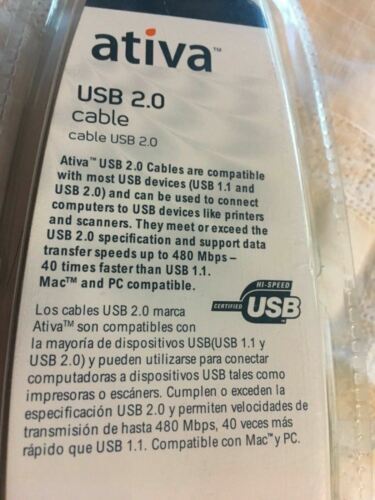 ativa™
USB 2.0
cable
cable USB 2.0
Ativa™ USB 2.0 Cables are compatible
with most USB devices (USB 1.1 and
USB 2.0) and can be used to connect
computers to USB devices like printers
and scanners. They meet or exceed the
USB 2.0 specification and support data
transfer speeds up to 480 Mbps –
40 times faster than USB 1.1.
Mac™ and PC compatible.
HI-SPEED
CERTIFIED USB
Los cables USB 2.0 marca
Ativa™ son compatibles con
la mayoría de dispositivos USB(USB 1.1 y
USB 2.0) y pueden utilizarse para conectar
computadoras a dispositivos USB tales como
impresoras o escáners. Cumplen o exceden la
especificación USB 2.0 y permiten velocidades de
transmisión de hasta 480 Mbps, 40 veces más
rápido que USB 1.1. Compatible con Mac™y PC.